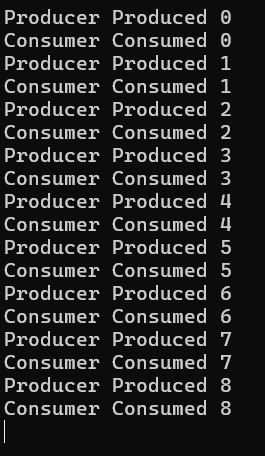 Producer Produced 0
Consumer Consumed 0
Producer Produced 1
Consumer Consumed 1
Producer Produced 2
Consumer Consumed 2
Producer Produced 3
Consumer Consumed 3
Producer Produced 4
Consumer Consumed 4
Producer Produced 5
Consumer Consumed 5
Producer Produced 6
Consumer Consumed 6
Producer Produced 7
Consumer Consumed 7
Producer Produced 8
Consumer Consumed 8